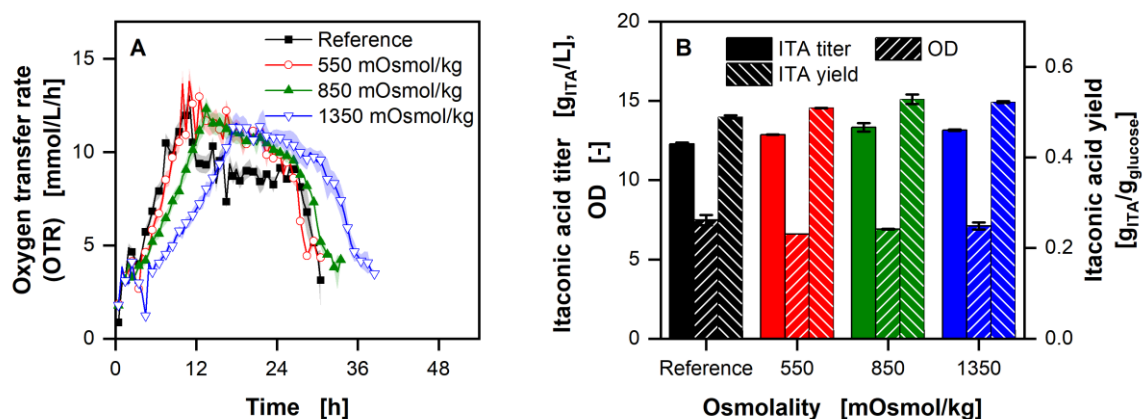 A
Reference
550 mOsmol/kg
850 mOsmol/kg
1350 mOsmol/kg
Oxygen transfer rate
(OTR) [mmol/L/h]
15
10
5
0
0 12 24 36 48
Time [h]
B
ITA titer
OD
ITA yield
Itaconic acid titer [gITA/L],
OD [-]
20
15
10
5
0
0.6
0.4
0.2
0.0
Itaconic acid yield
[gITA/gglucose]
Reference 550 850 1350
Osmolality [mOsmol/kg]